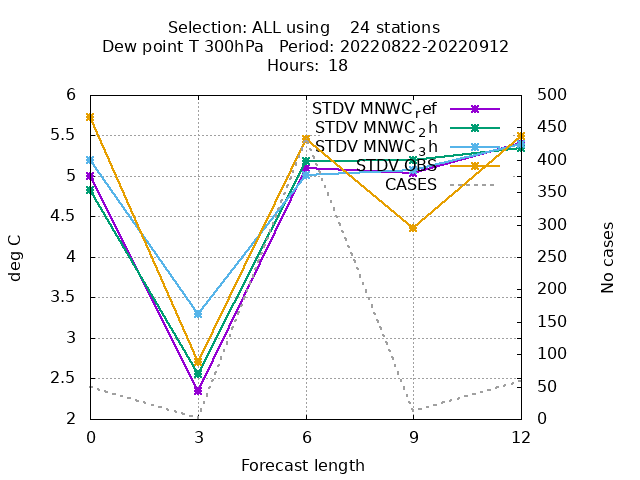 Selection: ALL using    24 stations
Dew point T 300hPa   Period: 20220822-20220912
Hours:  18
STDV MNWC_ref
STDV MNWC_2h
STDV MNWC_3h
STDV OBS
CASES
6
5.5
5
4.5
4
3.5
3
2.5
2
500
450
400
350
300
250
200
150
100
50
0
deg C
No cases
0 3 6 9 12
Forecast length